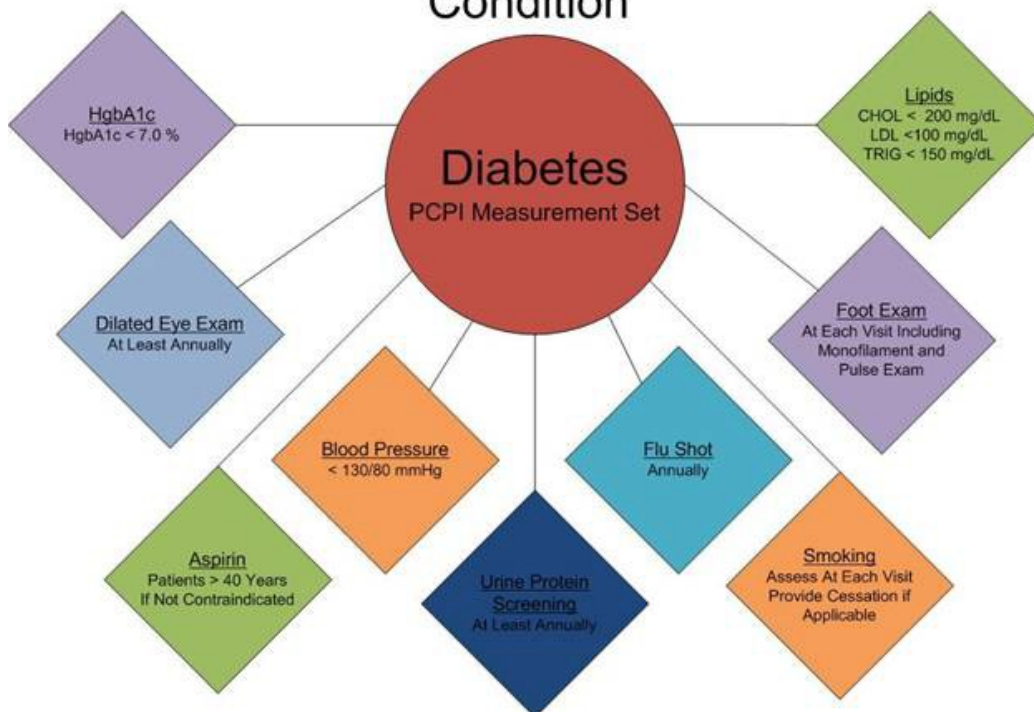 Condition
Diabetes
PCPI Measurement Set
HgbA1c
HgbA1c < 7.0 %
Lipids
CHOL < 200 mg/dL
LDL <100 mg/dL
TRIG < 150 mg/dL
Dilated Eye Exam
At Least Annually
Foot Exam
At Each Visit Including
Monofilament and
Pulse Exam
Blood Pressure
< 130/80 mmHg
Flu Shot
Annually
Aspirin
Patients > 40 Years
If Not Contraindicated
Urine Protein
Screening
At Least Annually
Smoking
Assess At Each Visit
Provide Cessation if
Applicable